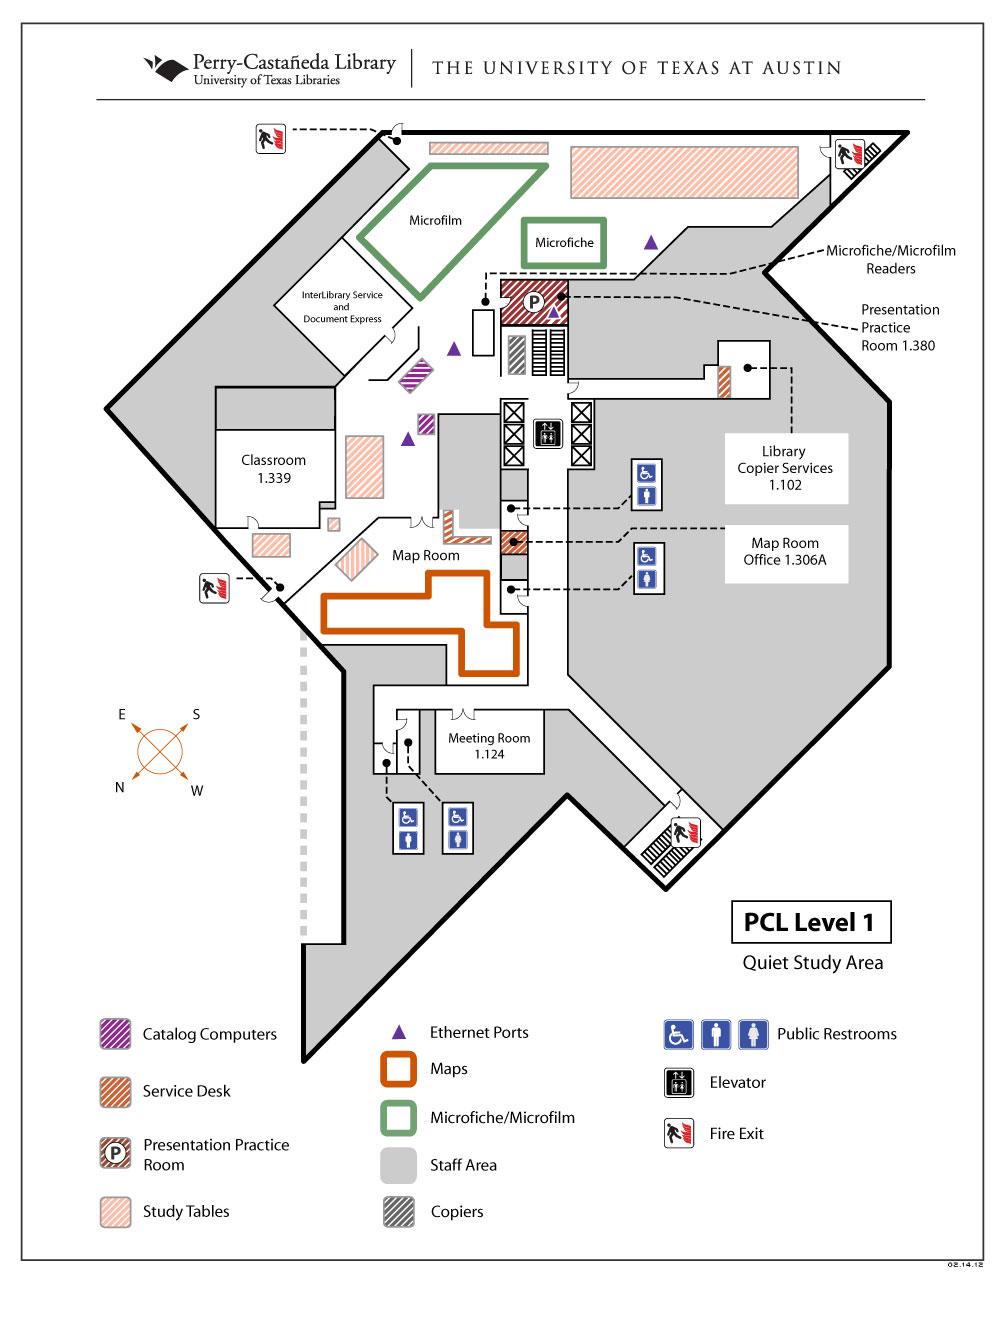 Perry-Castañeda Library
University of Texas Libraries
THE UNIVERSITY OF TEXAS AT AUSTIN
Microfilm
Microfiche
Microfiche/Microfilm
Readers
InterLibrary Service
and
Document Express
P
Presentation
Practice
Room 1.380
Classroom
1.339
Library
Copier Services
1.102
Map Room
Map Room
Office 1.306A
E
S
N
W
Meeting Room
1.124
PCL Level 1
Quiet Study Area
Catalog Computers
Service Desk
P
Presentation Practice
Room
Study Tables
Ethernet Ports
Maps
Microfiche/Microfilm
Staff Area
Copiers
Public Restrooms
Elevator
Fire Exit
02.14.12